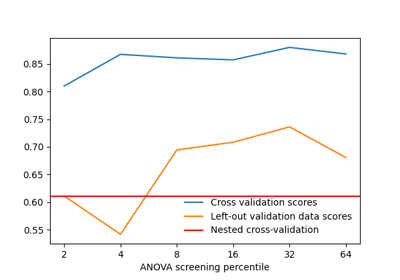 0.85
0.80
0.75
0.70
0.65
0.60
0.55
Cross validation scores
Left-out validation data scores
Nested cross-validation
2 4 8 16 32 64
ANOVA screening percentile